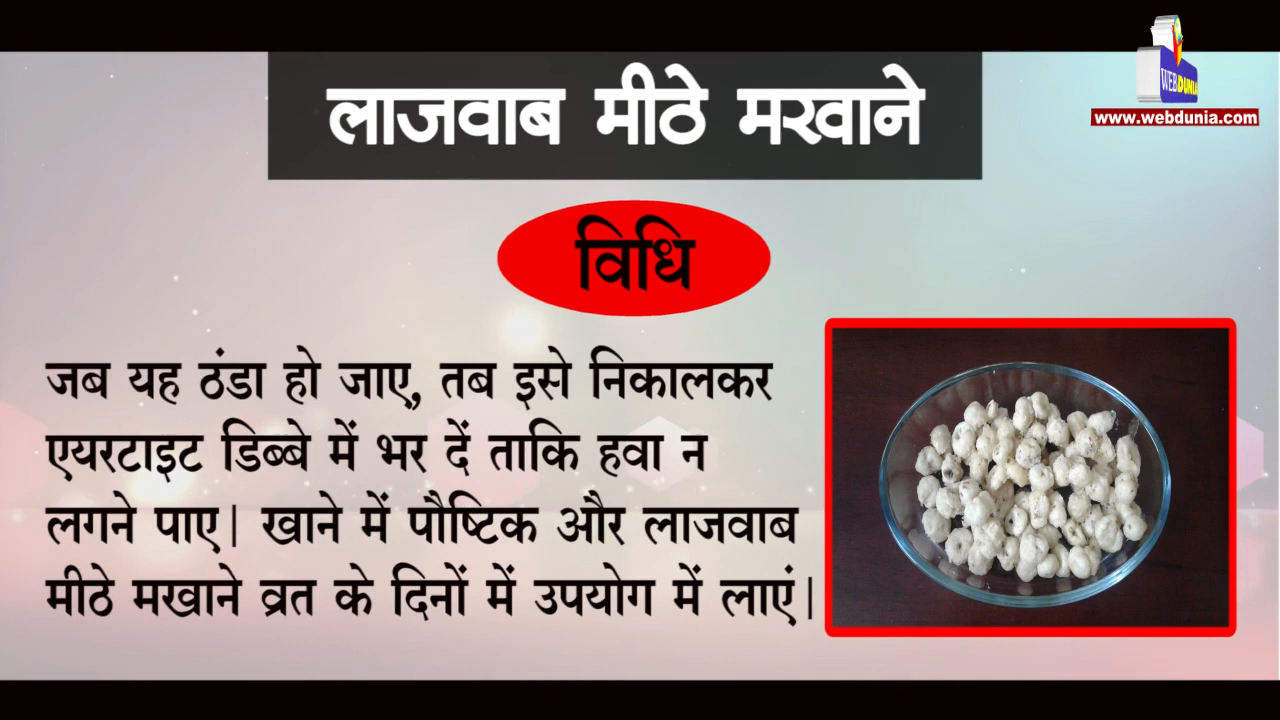 लाजवाब मीठे मखाने
WEBDUNIA
www.webdunia.com
विधि
जब यह ठंडा हो जाए, तब इसे निकालकर
एयरटाइट डिब्बे में भर दें ताकि हवा न
लगने पाए। खाने में पौष्टिक और लाजवाब
मीठे मखाने व्रत के दिनों में उपयोग में लाएं।